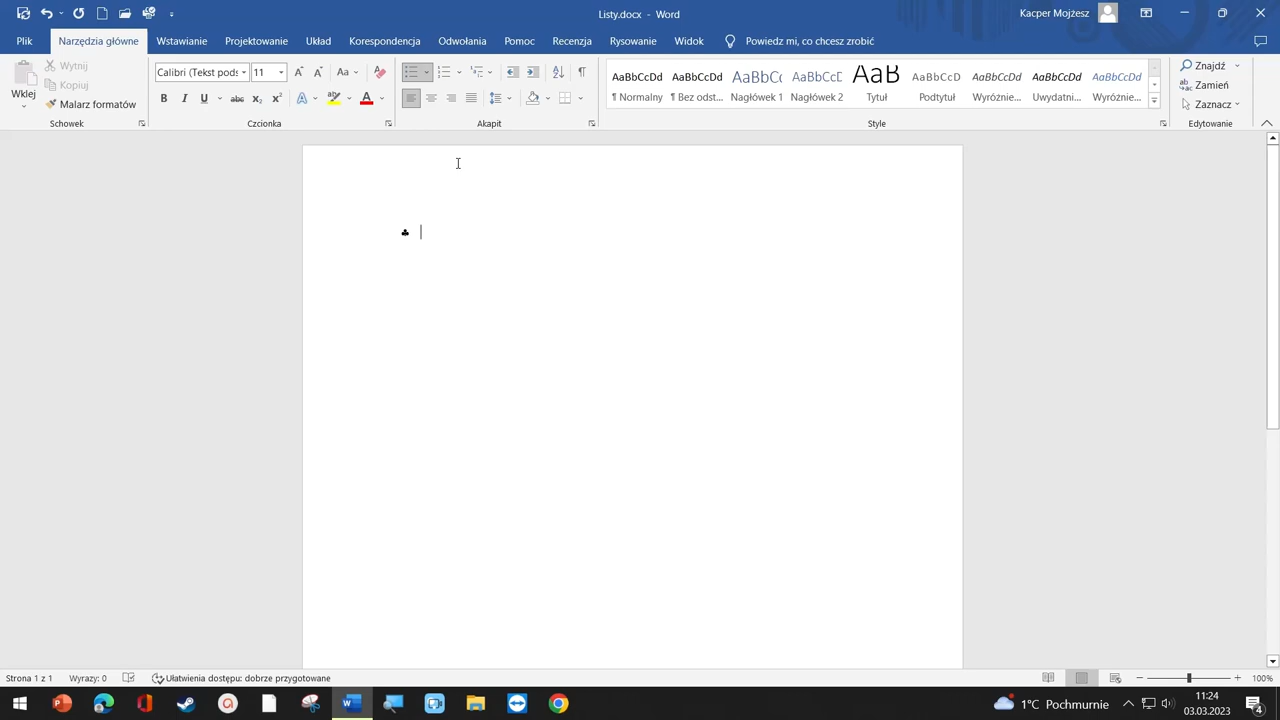 Listy.docx - Word
Kacper Mojżesz
Plik
Narzędzia główne
Wstawianie
Projektowanie
Układ
Korespondencja
Odwołania
Pomoc
Recenzja
Rysowanie
Widok
Powiedz mi, co chcesz zrobić
Wklej
Wytnij
Kopiuj
Malarz formatów
Schowek
Calibri (Tekst pods
11
Czcionka
Akapit
AaBbCcDd
¶ Normalny
AaBbCcDd
¶ Bez odst...
AaBbCc
Nagłówek 1
AaBbCcD
Nagłówek 2
AaB
Tytuł
AaBbCcD
Podtytuł
AaBbCcDd
Wyróżnie...
AaBbCcDd
Uwydatni...
AaBbCcDd
Wyróżnie...
Style
Znajdź
Zamień
Zaznacz
Edytowanie
Strona 1 z 1
Wyrazy: 0
Ułatwienia dostępu: dobrze przygotowane
100%
1°C Pochmurnie
11:24
03.03.2023
4